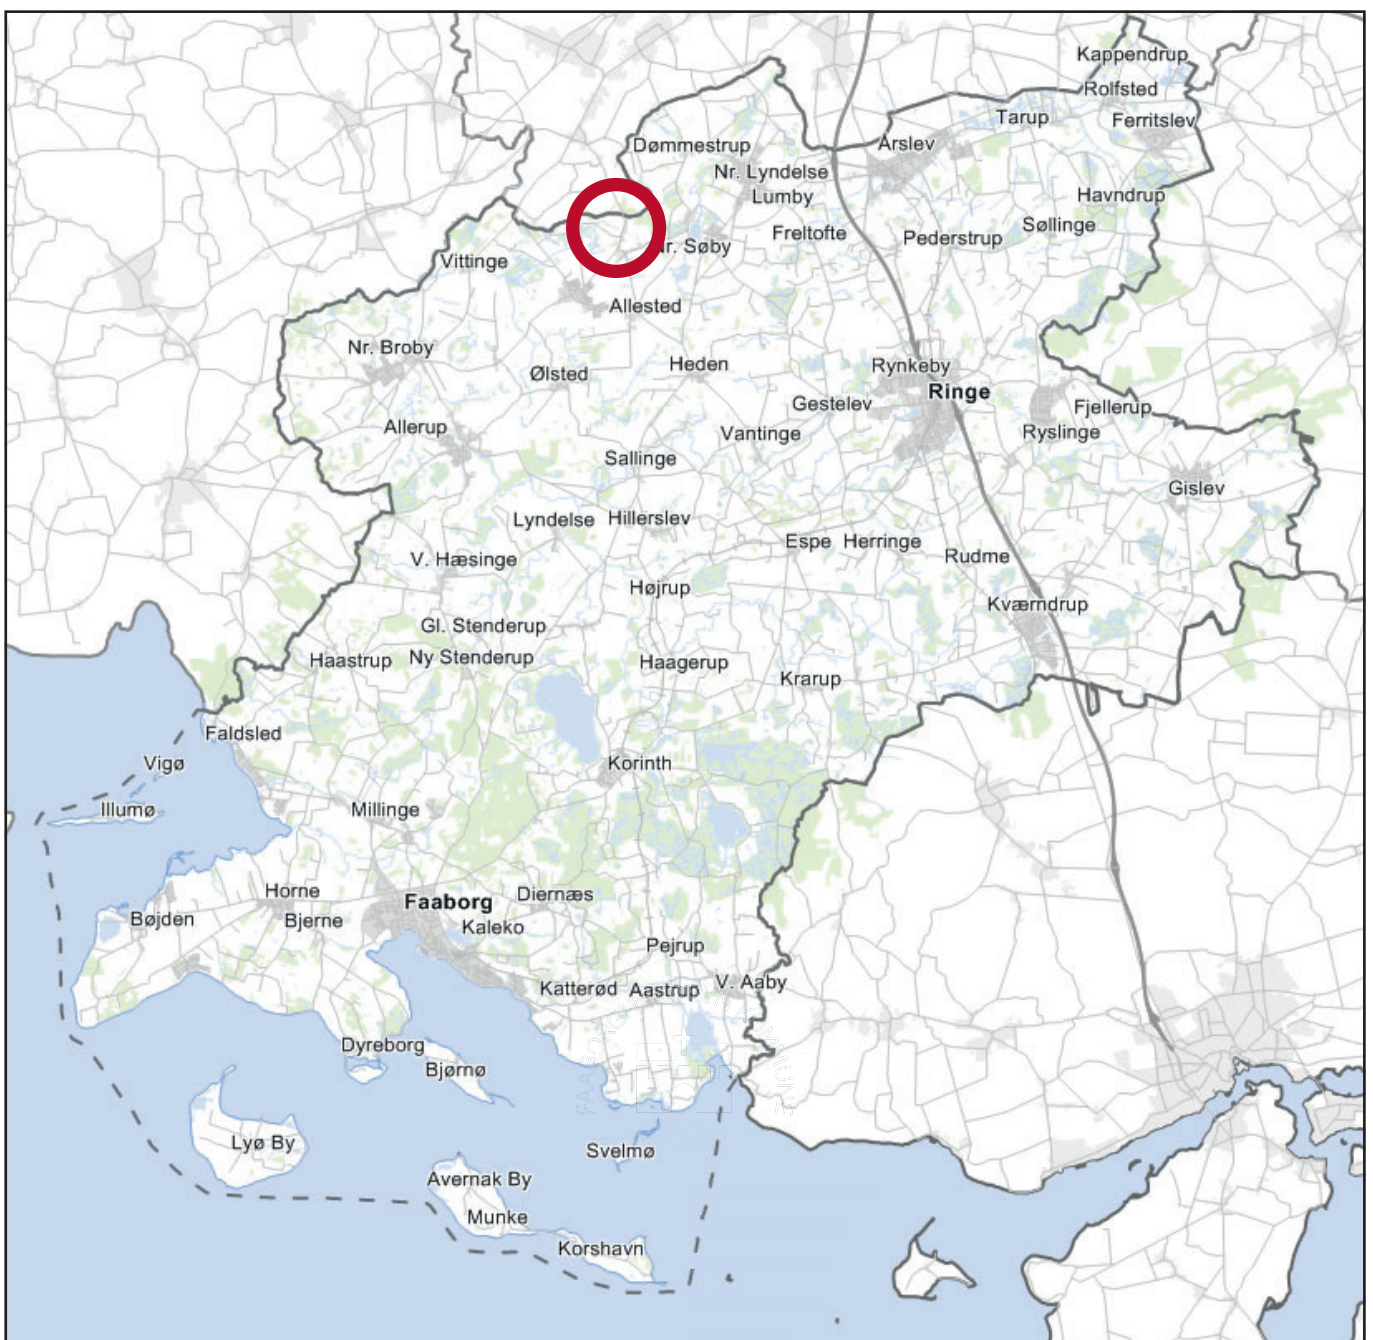 Kappendrup
Rolfsted
Tarup
Ferritslev
Dømmestrup
Årslev
Nr. Lyndelse
Lumby
Havndrup
Søllinge
Freltofte
Pederstrup
Nr. Søby
Vittinge
Allested
Nr. Broby
Ølsted
Heden
Rynkeby
Ringe
Gestelev
Fjellerup
Allerup
Vantinge
Ryslinge
Sallinge
Gislev
Lyndelse
Hillerslev
Espe
Herringe
Rudme
V. Hæsinge
Højrup
Kværndrup
Gl. Stenderup
Haastrup
Ny Stenderup
Haagerup
Krarup
Faldsled
Vigø
Korinth
Illumø
Millinge
Horne
Diernæs
Faaborg
Bøjden
Bjerne
Kaleko
Pejrup
V. Aaby
Katterød
Aastrup
Dyreborg
Bjørnø
Lyø By
Svelmø
Avernak By
Munke
Korshavn